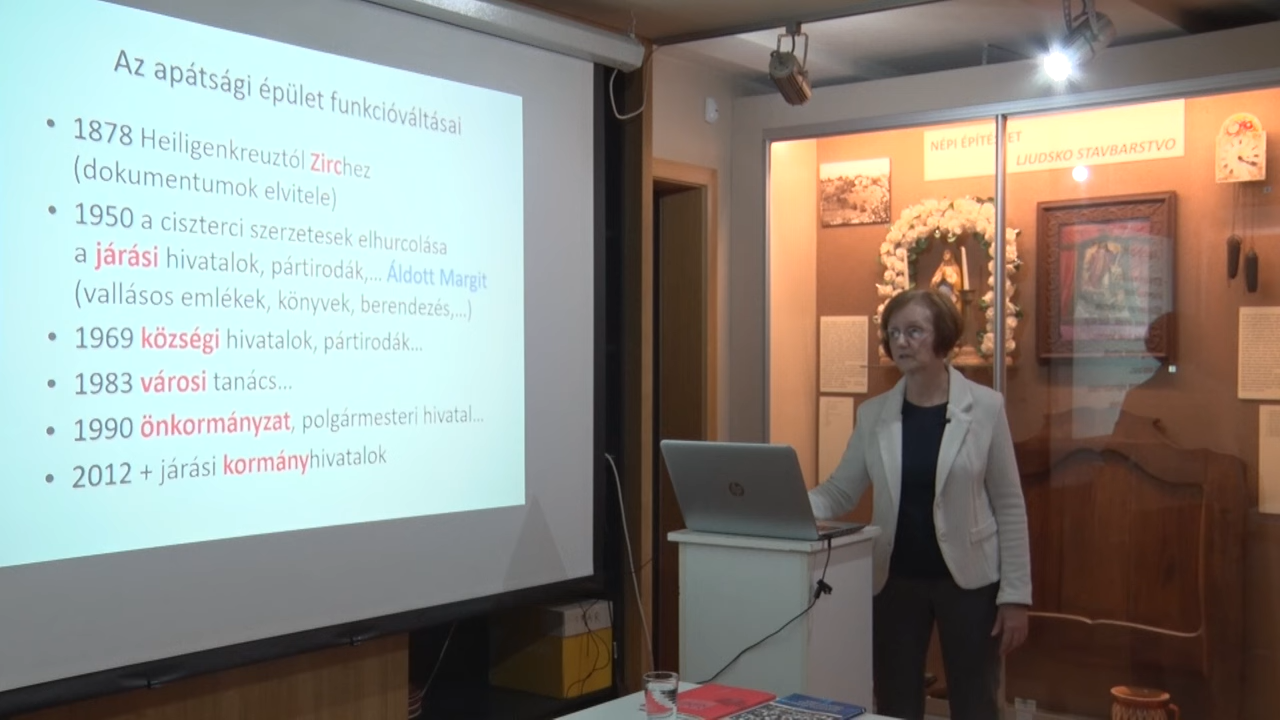 Az apátsági épület funkcióváltásai
• 1878 Heiligenkreuztól Zirchez
(dokumentumok elvitele)
• 1950 a ciszterci szerzetesek elhurcolása
a járási hivatalok, pártirodák,... Áldott Margit
(vallásos emlékek, könyvek, berendezés,...)
• 1969 községi hivatalok, pártirodák...
• 1983 városi tanács...
• 1990 önkormányzat, polgármesteri hivatal...
• 2012 + járási kormányhivatalok
NÉPI ÉPÍTÉSZET
LJUDSKO STAVBARSTVO
hp